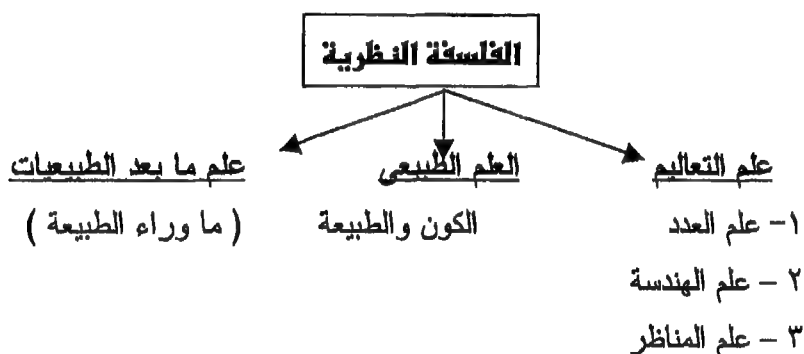 الفلسفة النظرية
علم التعاليم
العلم الطبيعى
علم ما بعد الطبيعيات
١- علم العدد
الكون والطبيعة
( ما وراء الطبيعة )
٢ – علم الهندسة
٣ – علم المناظر